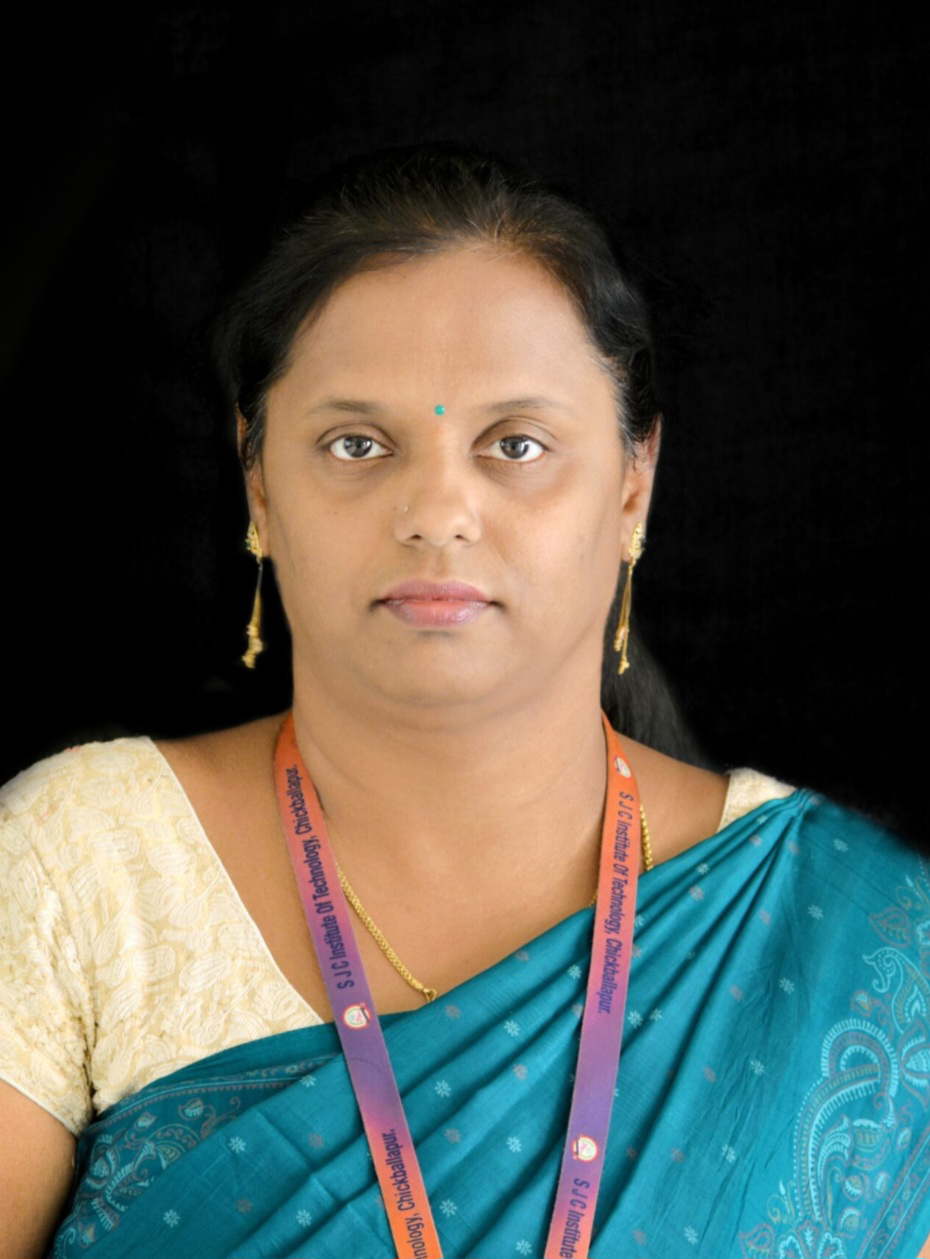 S J C Institute Of Technology, Chickballapur.
nology, Chickballapur.
S J C Institute Of Technology, Chickballapur.
S J C Institute